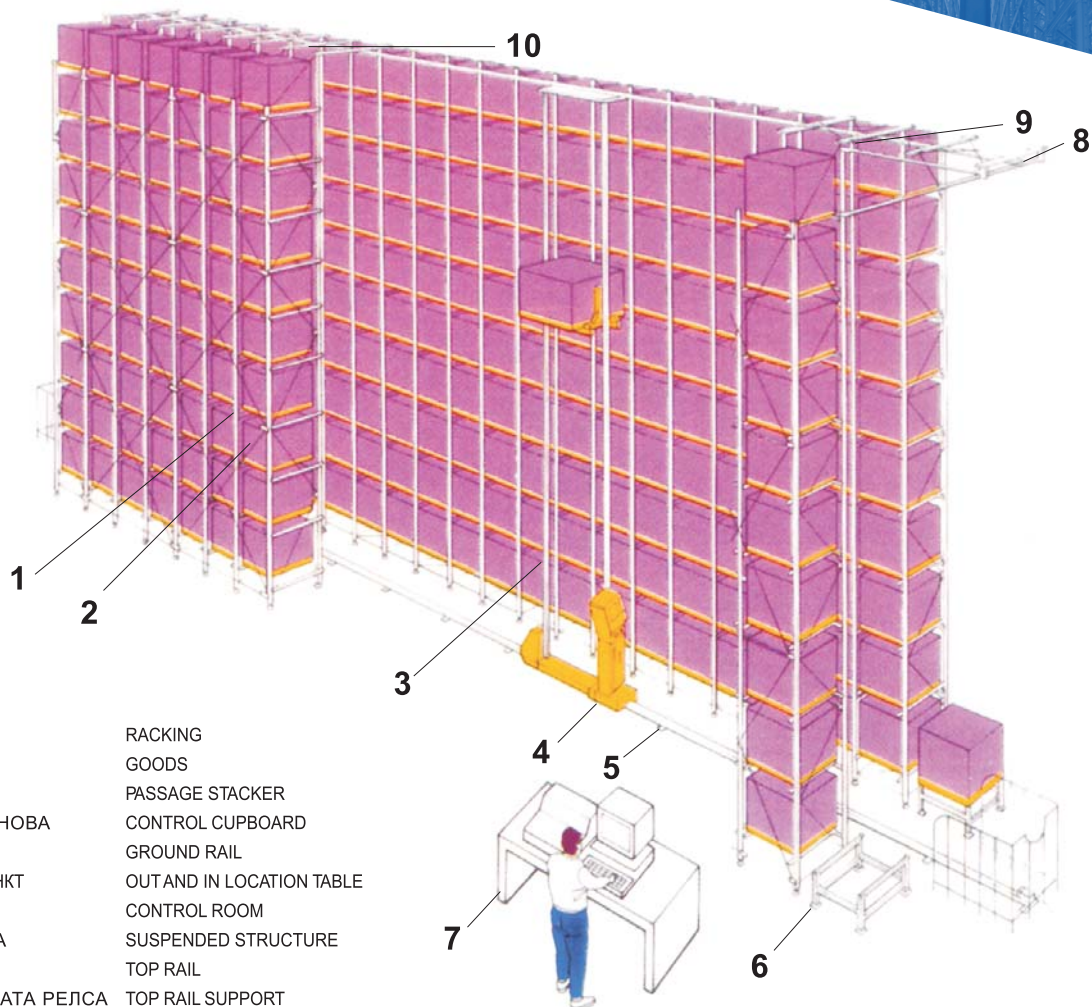 10
9
8
1
2
3
4
5
7
6
RACKING
GOODS
PASSAGE STACKER
НОВА CONTROL CUPBOARD
GROUND RAIL
НКТ OUT AND IN LOCATION TABLE
CONTROL ROOM
А SUSPENDED STRUCTURE
TOP RAIL
АТА РЕЛСА TOP RAIL SUPPORT